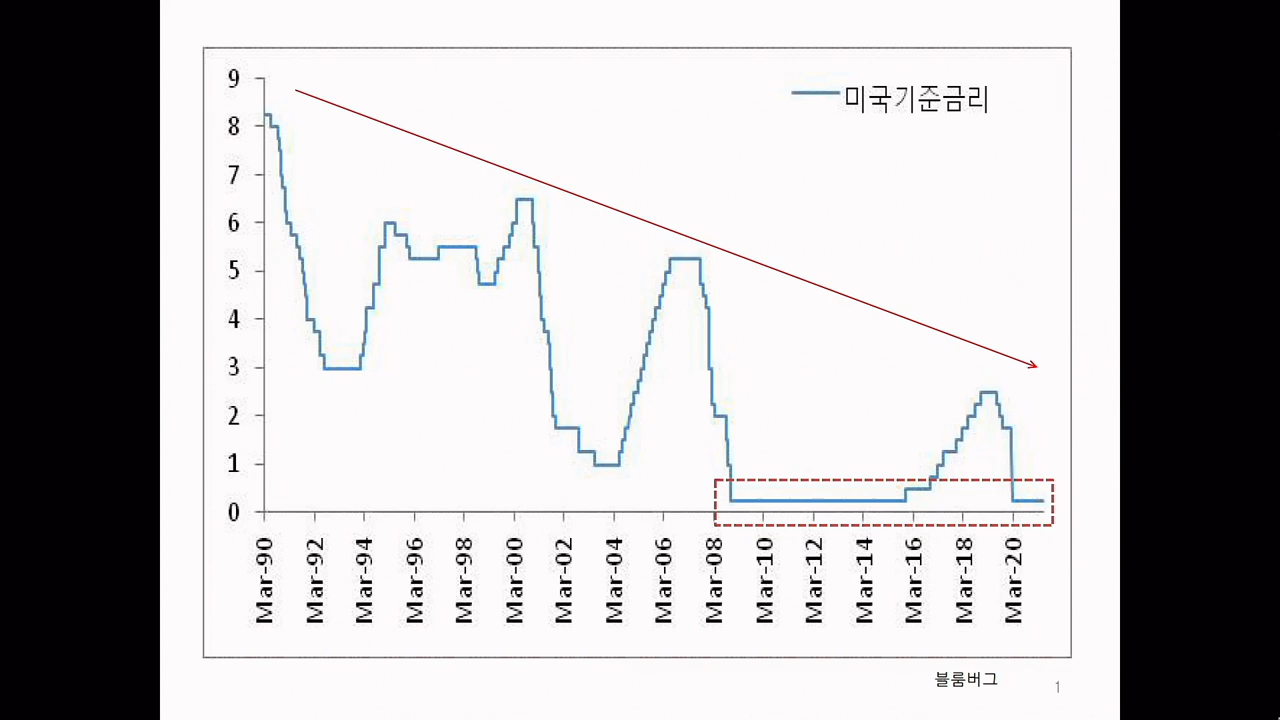 미국기준금리
9
8
7
6
5
4
3
2
1
0
Mar-90
Mar-92
Mar-94
Mar-96
Mar-98
Mar-00
Mar-02
Mar-04
Mar-06
Mar-08
Mar-10
Mar-12
Mar-14
Mar-16
Mar-18
Mar-20
블룸버그
1